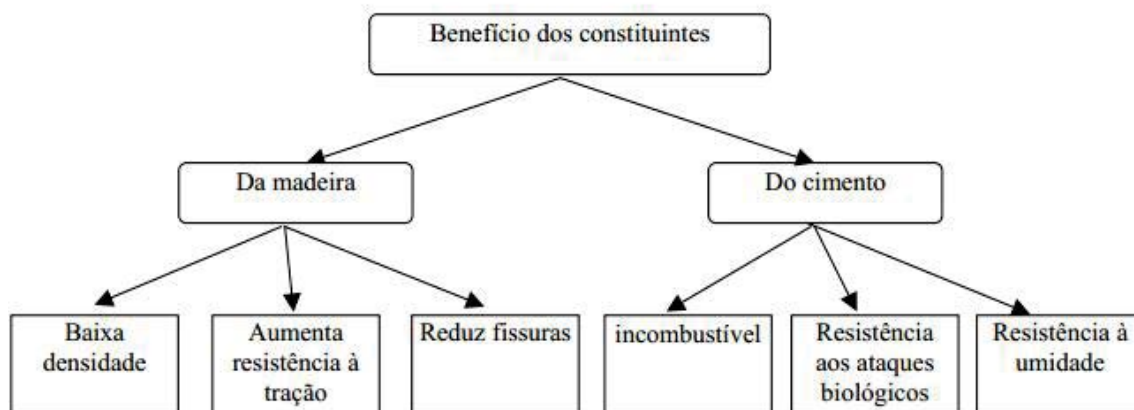 Benefício dos constituintes
Da madeira
Do cimento
Baixa
densidade
Aumenta
resistência à
tração
Reduz fissuras
incombustível
Resistência
aos ataques
biológicos
Resistência à
umidade